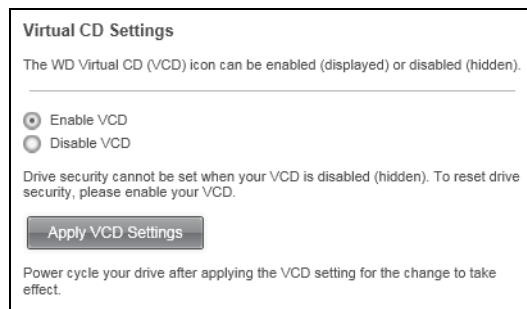 Virtual CD Settings
The WD Virtual CD (VCD) icon can be enabled (displayed) or disabled (hidden).
Enable VCD
Disable VCD
Drive security cannot be set when your VCD is disabled (hidden). To reset drive
security, please enable your VCD.
Apply VCD Settings
Power cycle your drive after applying the VCD setting for the change to take
effect.